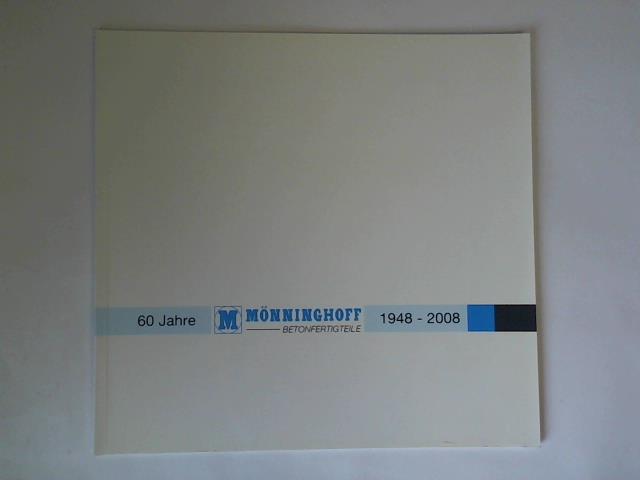 60 Jahre
M MÖNNINGHOFF
BETONFERTIGTEILE
1948 - 2008